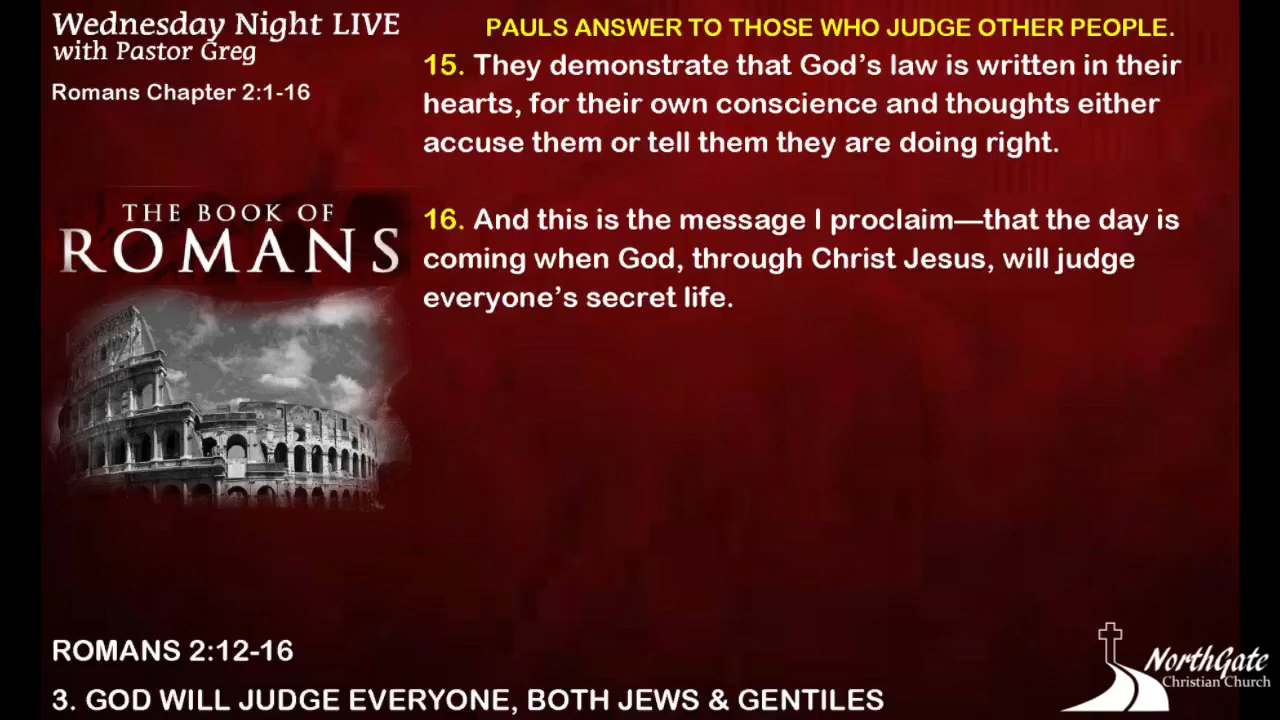 Wednesday Night LIVE
with Pastor Greg
Romans Chapter 2:1-16
THE BOOK OF
ROMANS
PAULS ANSWER TO THOSE WHO JUDGE OTHER PEOPLE.
15. They demonstrate that God’s law is written in their
hearts, for their own conscience and thoughts either
accuse them or tell them they are doing right.
16. And this is the message I proclaim—that the day is
coming when God, through Christ Jesus, will judge
everyone’s secret life.
ROMANS 2:12-16
3. GOD WILL JUDGE EVERYONE, BOTH JEWS & GENTILES
NorthGate
Christian Church